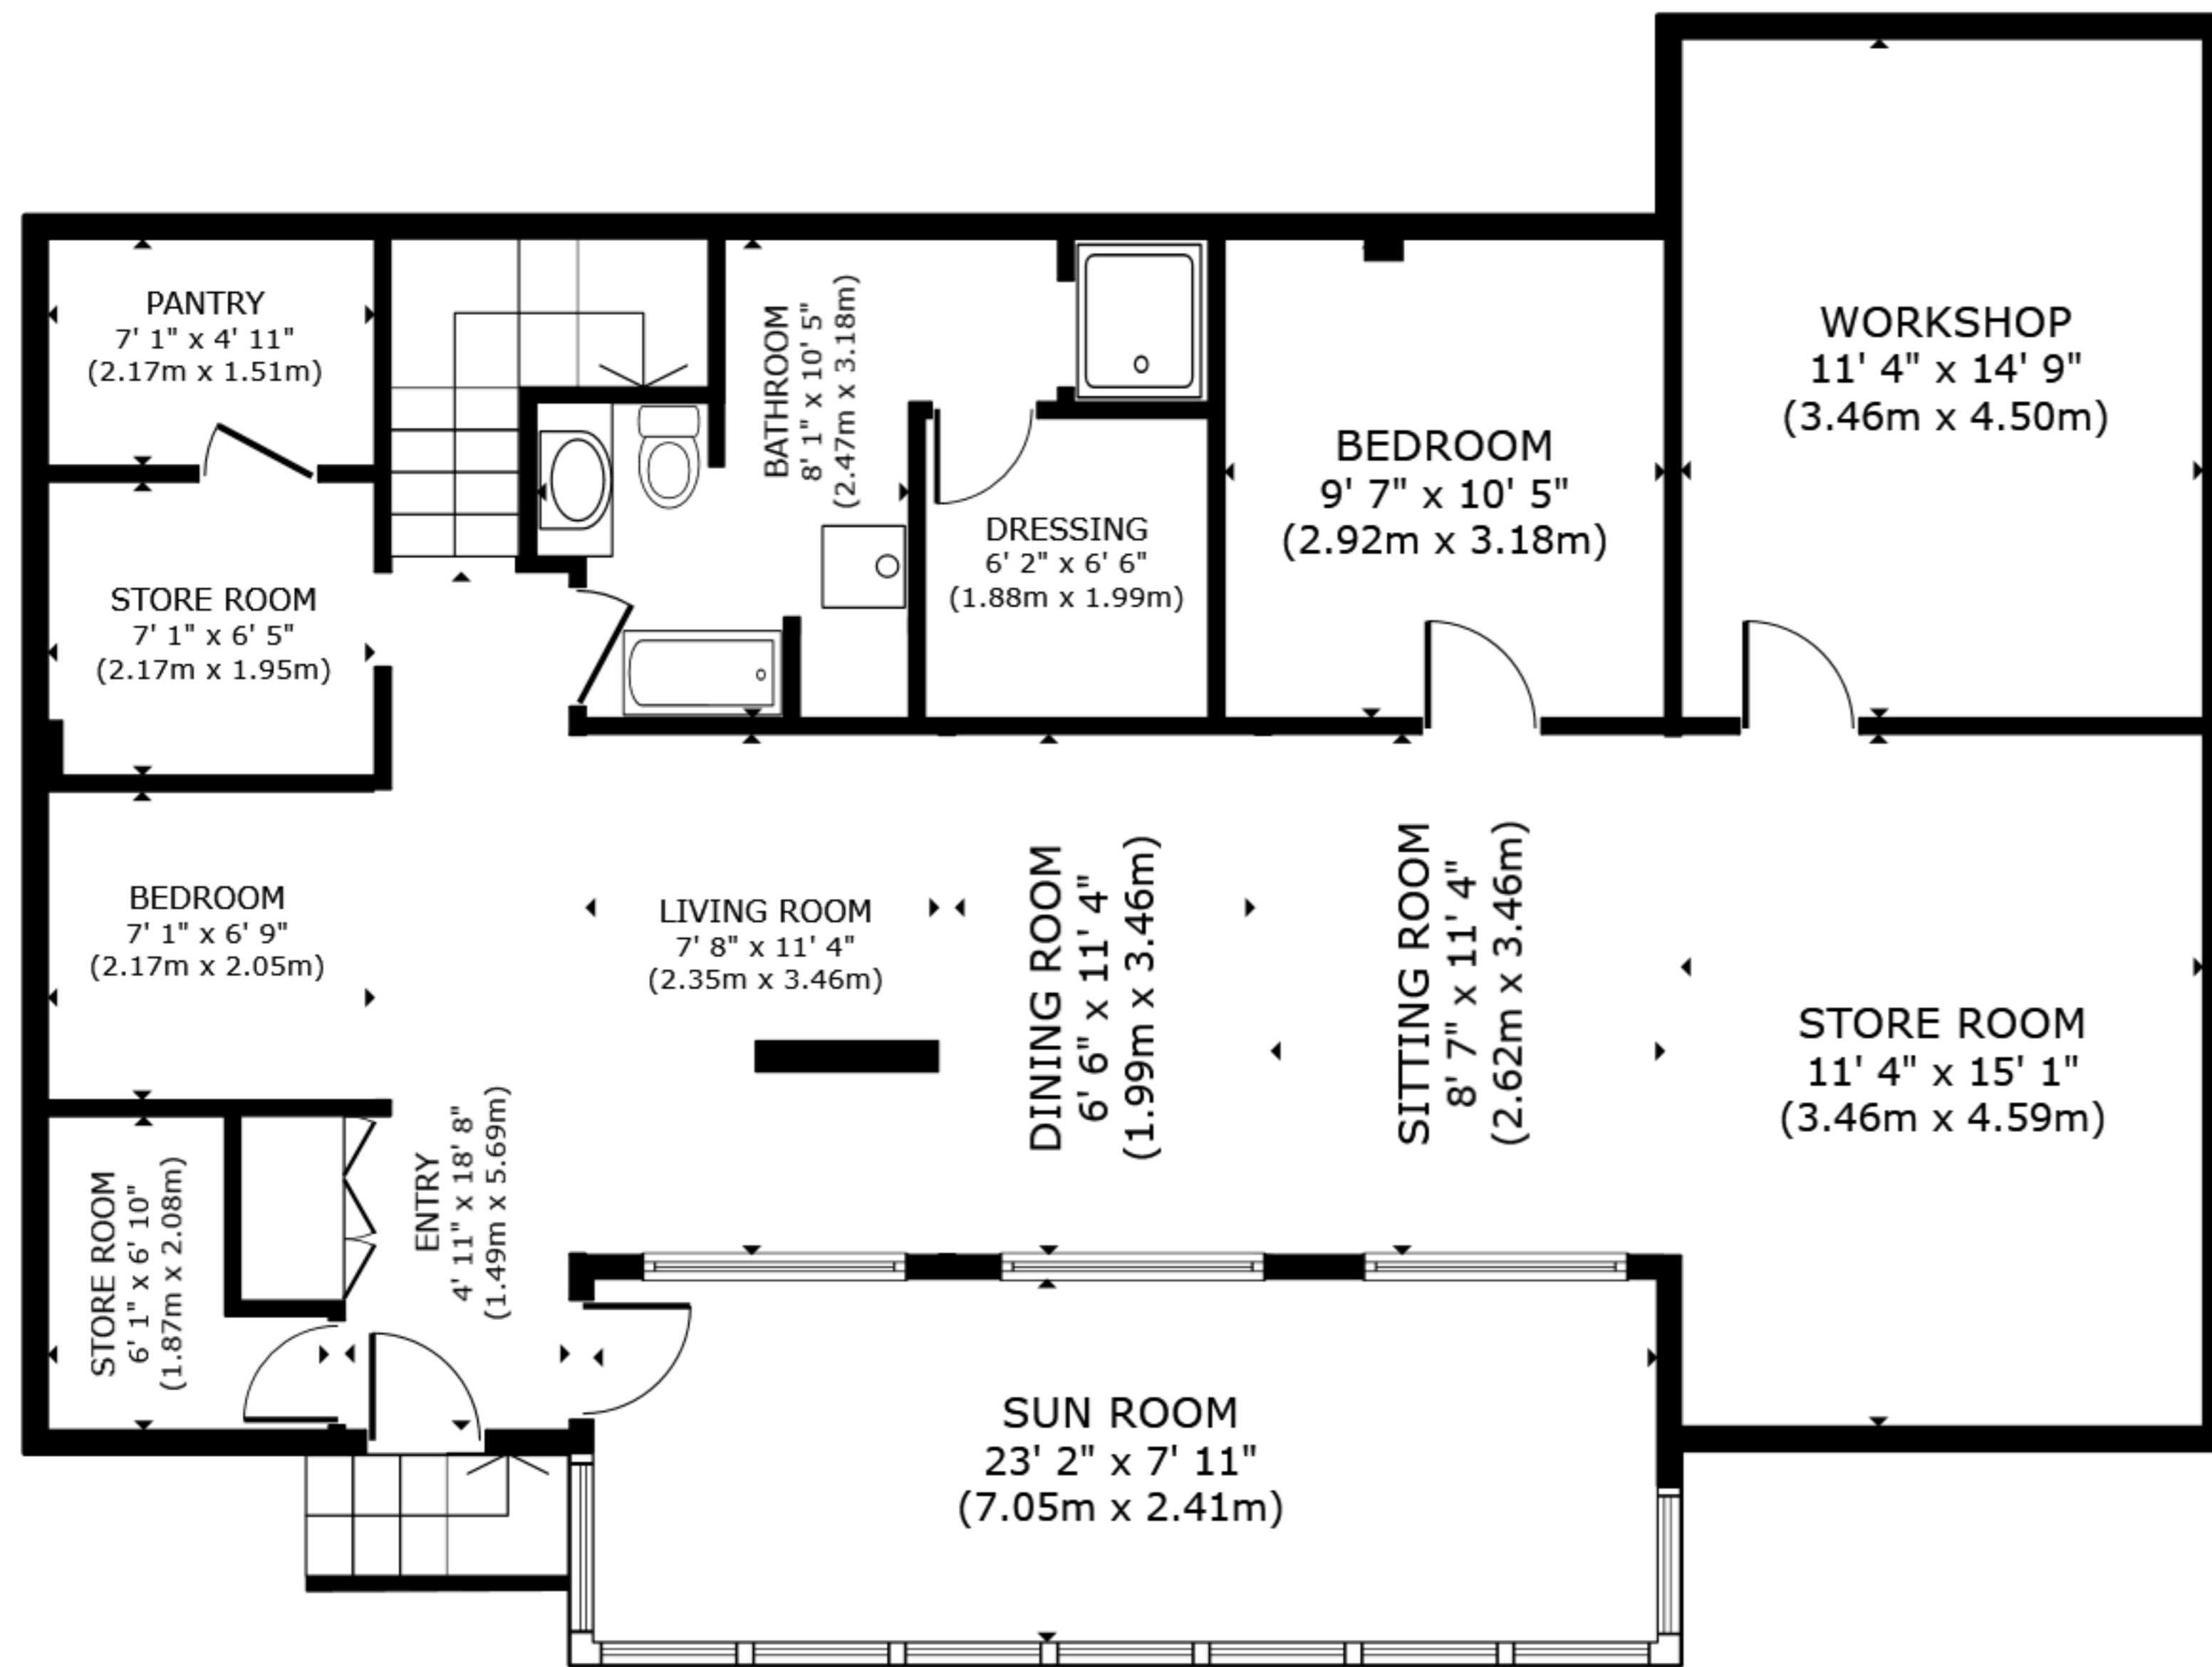 PANTRY
7' 1" x 4' 11"
(2.17m x 1.51m)
STORE ROOM
7' 1" x 6' 5"
(2.17m x 1.95m)
BEDROOM
7' 1" x 6' 9"
(2.17m x 2.05m)
STORE ROOM
6' 1" x 6' 10"
(1.87m x 2.08m)
ENTRY
4' 11" x 18' 8"
(1.49m x 5.69m)
BATHROOM
8' 1" x 10' 5"
(2.47m x 3.18m)
DRESSING
6' 2" x 6' 6"
(1.88m x 1.99m)
BEDROOM
9' 7" x 10' 5"
(2.92m x 3.18m)
WORKSHOP
11' 4" x 14' 9"
(3.46m x 4.50m)
LIVING ROOM
7' 8" x 11' 4"
(2.35m x 3.46m)
DINING ROOM
6' 6" x 11' 4"
(1.99m x 3.46m)
SITTING ROOM
8' 7" x 11' 4"
(2.62m x 3.46m)
STORE ROOM
11' 4" x 15' 1"
(3.46m x 4.59m)
SUN ROOM
23' 2" x 7' 11"
(7.05m x 2.41m)